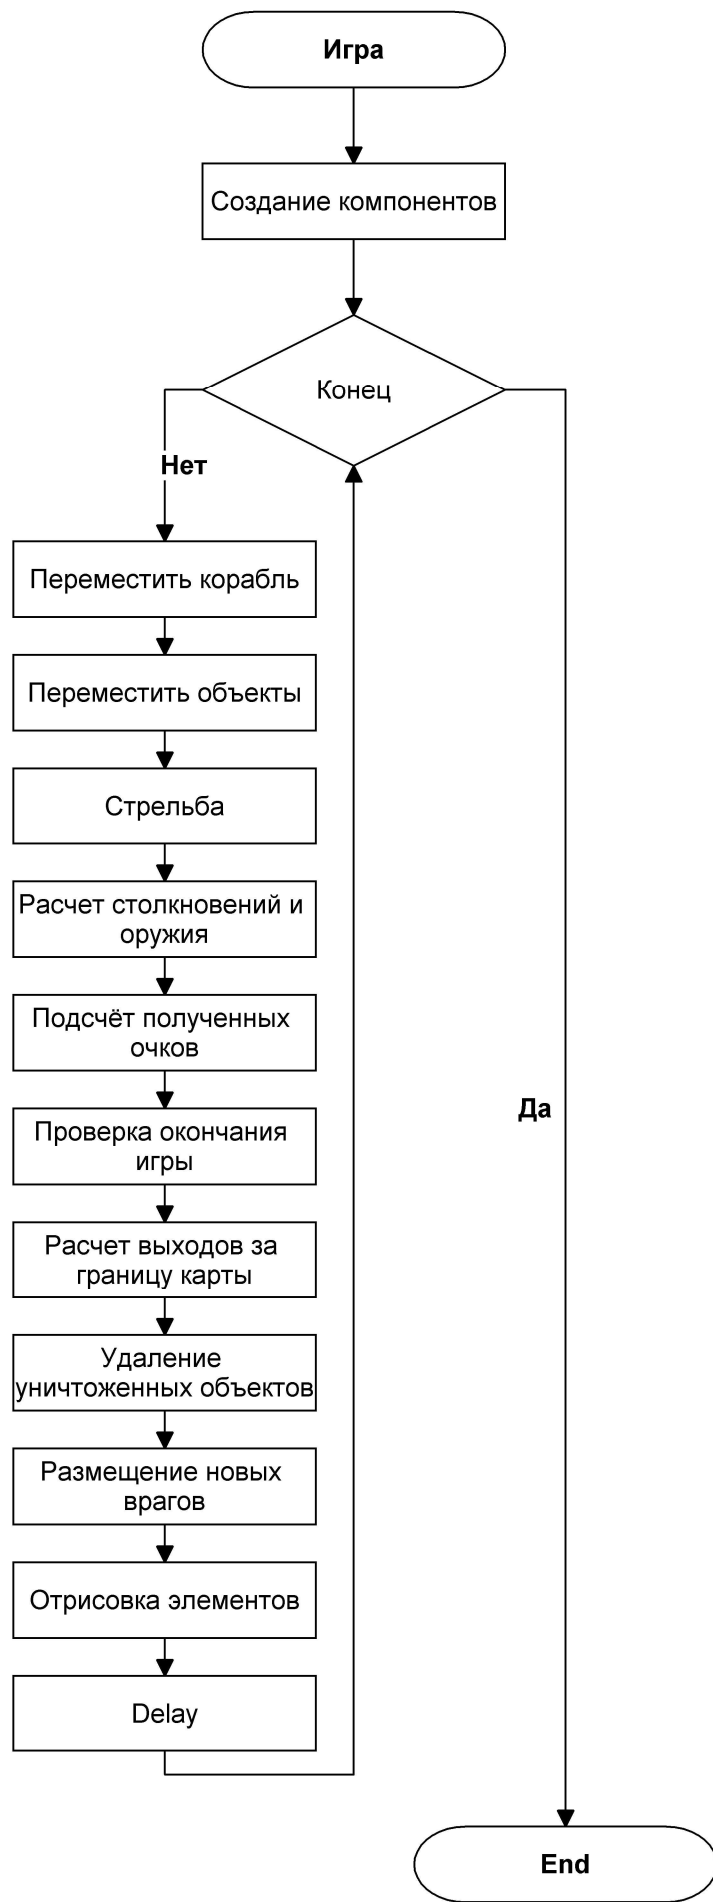 Игра
Создание компонентов
Конец
Нет
Переместить корабль
Переместить объекты
Стрельба
Расчет столкновений и
оружия
Подсчёт полученных
очков
Проверка окончания
игры
Расчет выходов за
границу карты
Удаление
уничтоженных объектов
Размещение новых
врагов
Отрисовка элементов
Delay
Да
End